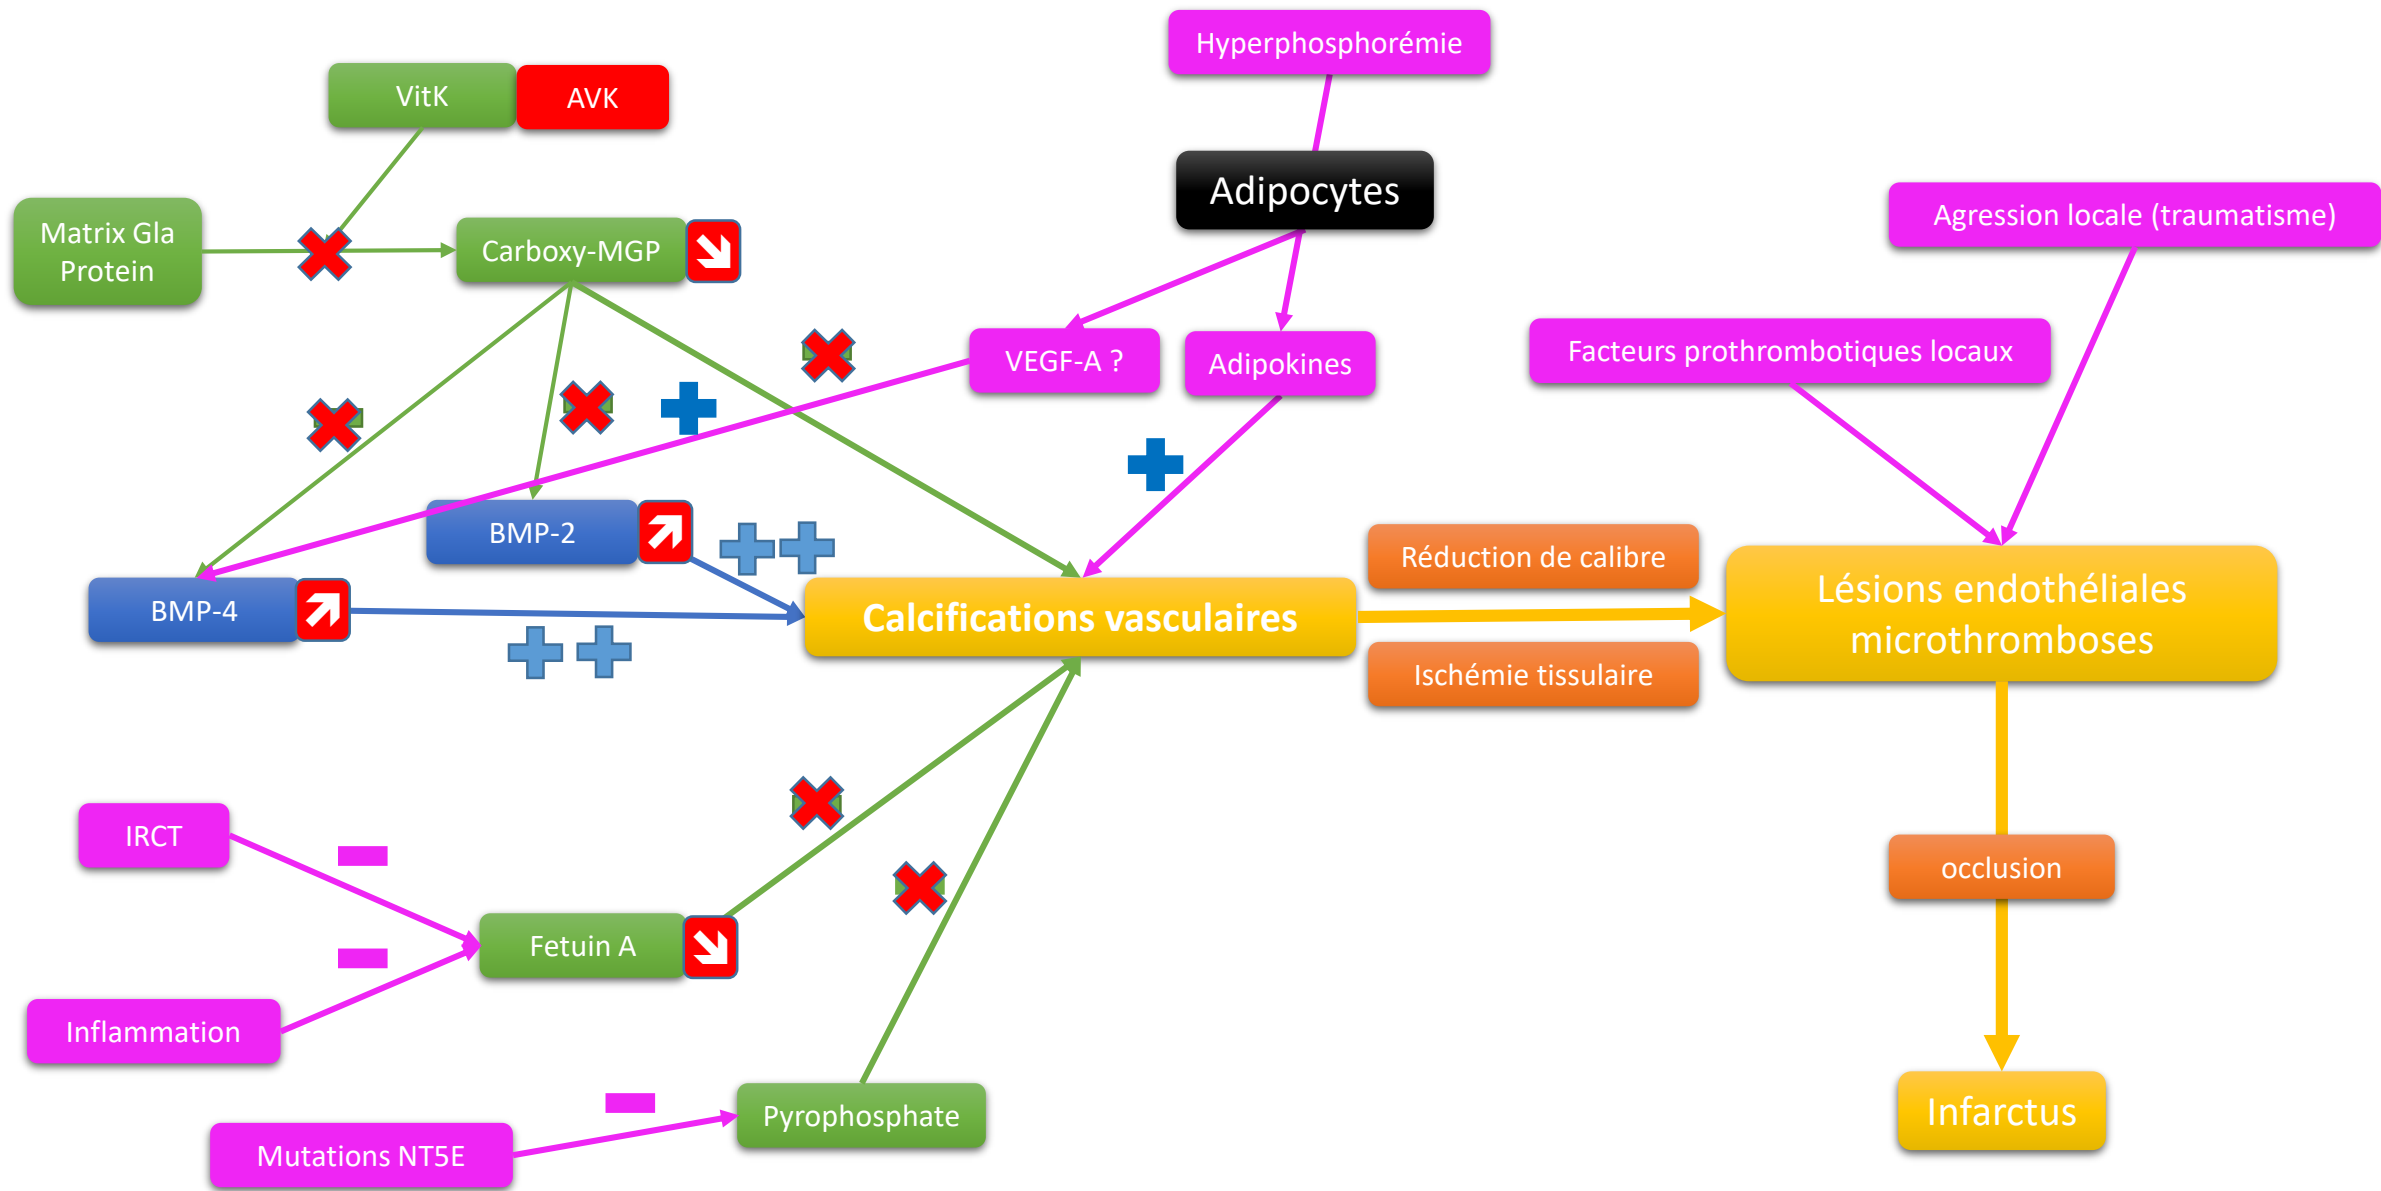 Hyperphosphorémie
VitK
AVK
Adipocytes
Matrix Gla
Protein
Carboxy-MGP
Agression locale (traumatisme)
VEGF-A ?
Adipokines
Facteurs prothrombotiques locaux
BMP-2
BMP-4
Calcifications vasculaires
Réduction de calibre
Ischémie tissulaire
Lésions endothéliales
microthromboses
IRCT
Fetuin A
Inflammation
occlusion
Mutations NT5E
Pyrophosphate
Infarctus